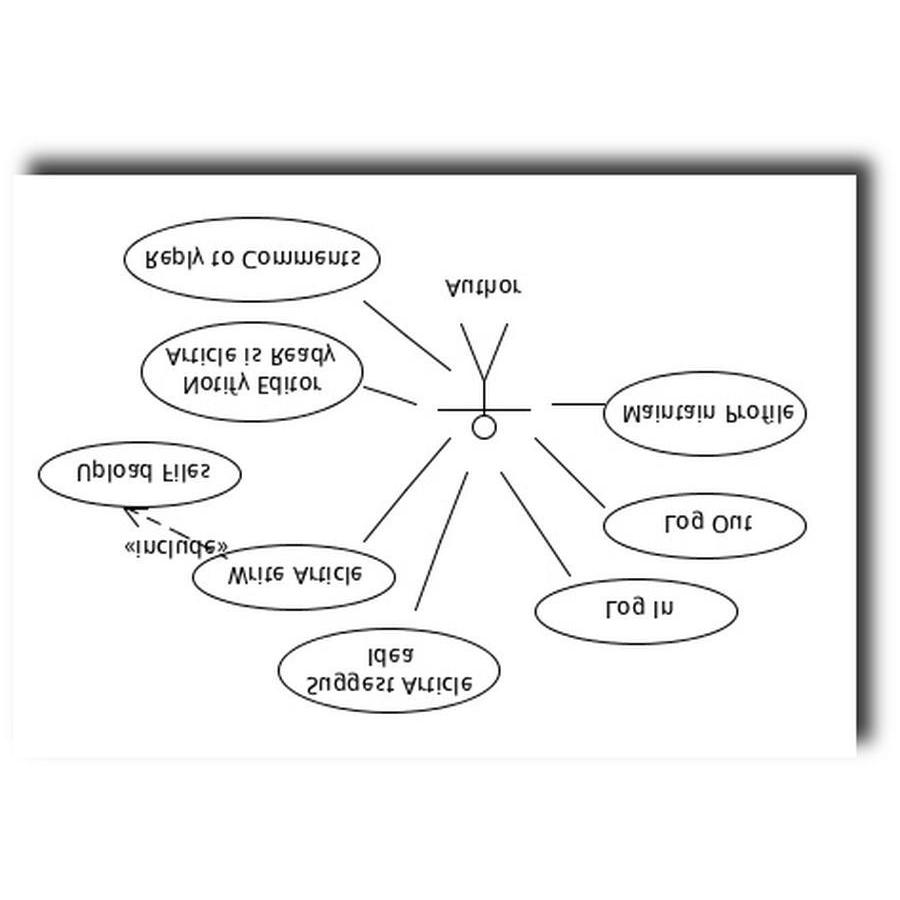 Suggest Article
Idea
Log In
Write Article
«include»
Log Out
Upload Files
Maintain Profile
Notify Editor
Article is Ready
Author
Reply to Comments